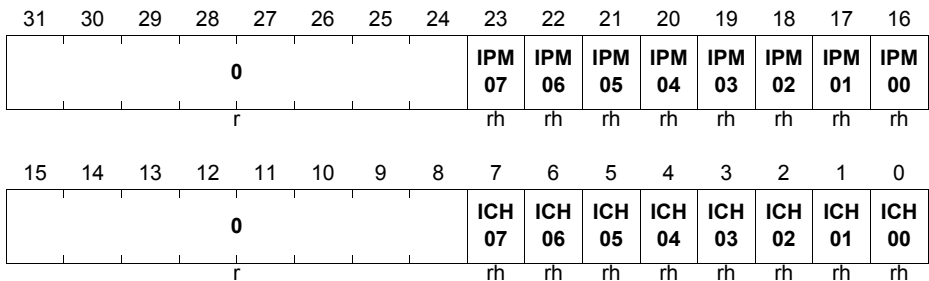 31 30 29 28 27 26 25 24 23 22 21 20 19 18 17 16
0 IPM IPM IPM IPM IPM IPM IPM IPM
07 06 05 04 03 02 01 00
r rh rh rh rh rh rh rh rh
15 14 13 12 11 10 9 8 7 6 5 4 3 2 1 0
0 ICH ICH ICH ICH ICH ICH ICH ICH
07 06 05 04 03 02 01 00
r rh rh rh rh rh rh rh rh